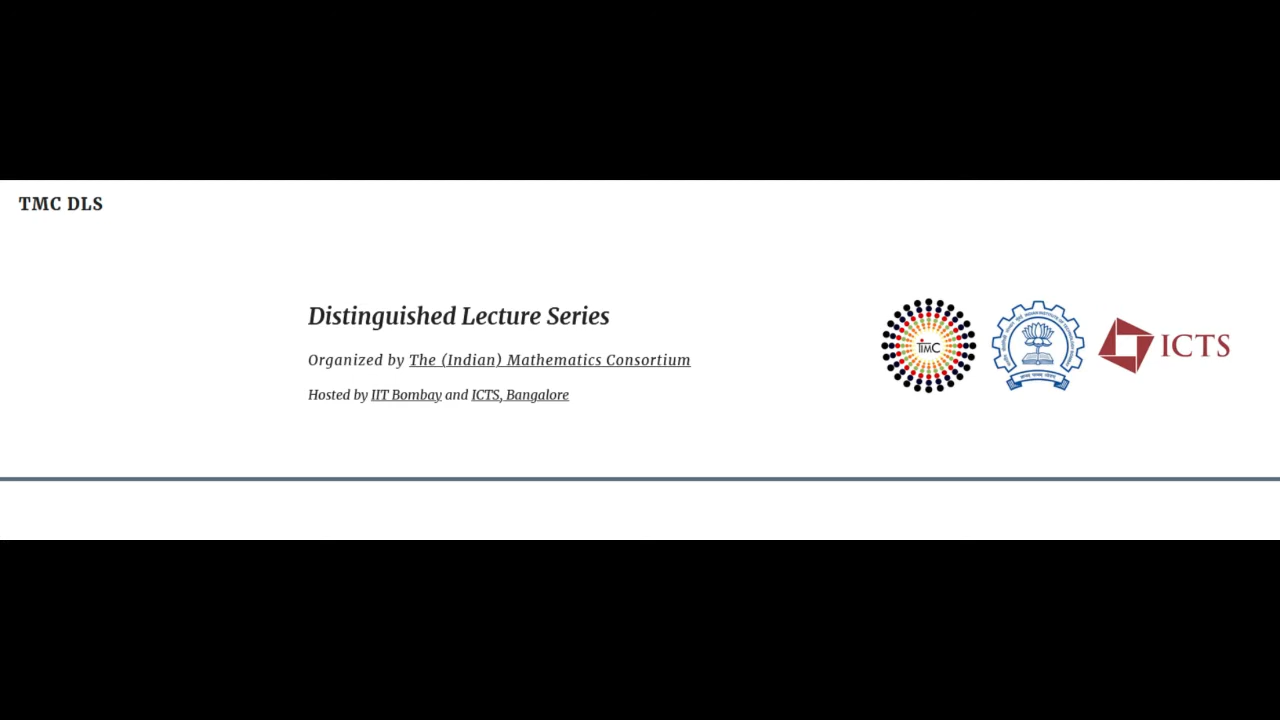 TMC DLS
Distinguished Lecture Series
Organized by The (Indian) Mathematics Consortium
Hosted by IIT Bombay and ICTS, Bangalore
TMC
ICTS